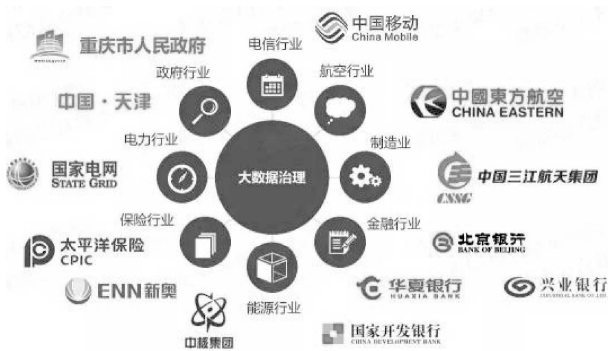 中国移动
China Mobile
重庆市人民政府
电信行业
政府行业
航空行业
中国·天津
中國東方航空
CHINA EASTERN
电力行业
制造业
国家电网
STATE GRID
大数据治理
中国三江航天集团
CSSG
保险行业
金融行业
太平洋保险
CPIC
北京银行
BANK OF BEIJING
ENN新奥
能源行业
华夏银行
HUAXIA BANK
兴业银行
INDUSTRIAL BANK CO.,LTD.
中核集团
国家开发银行
CHINA DEVELOPMENT BANK